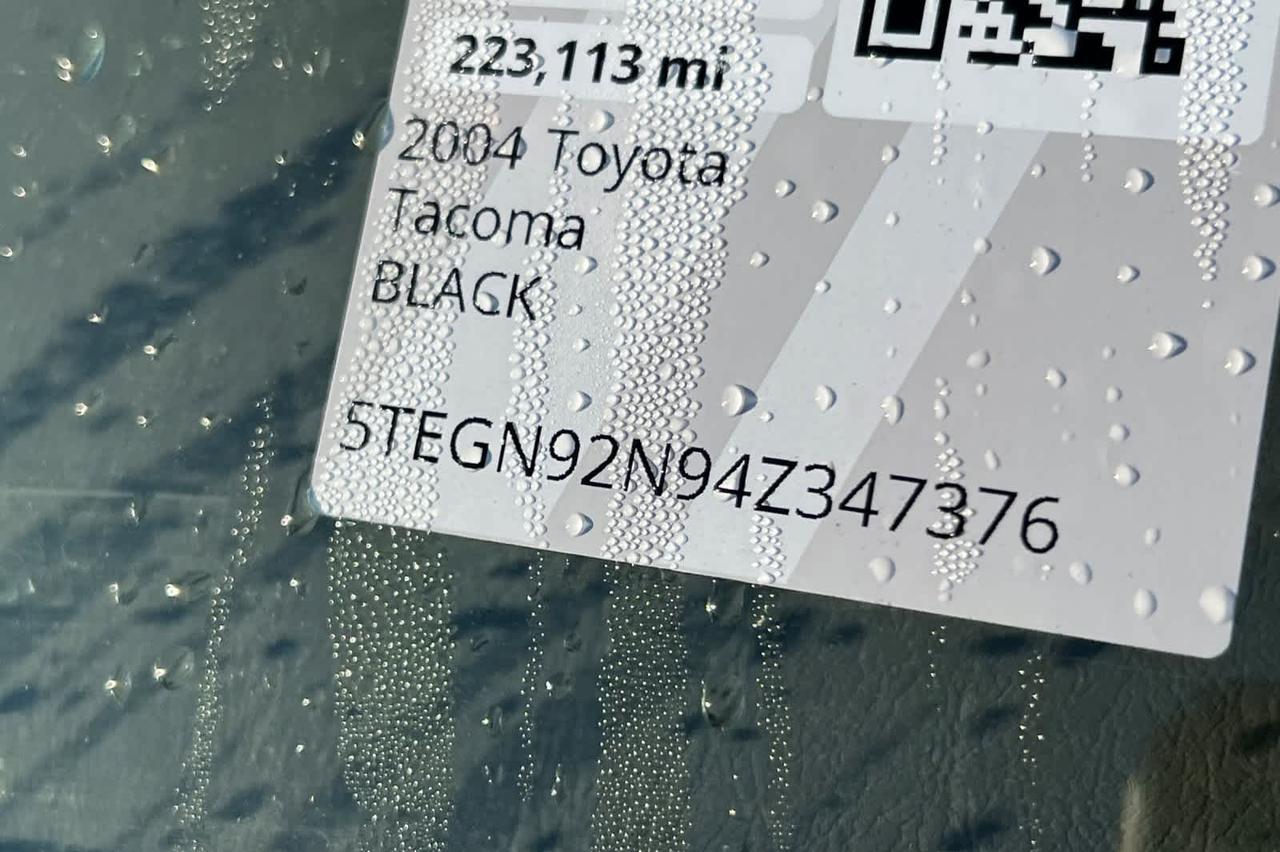 223,113 mi
2004 Toyota
Tacoma
BLACK
5TEGN92N94Z347376